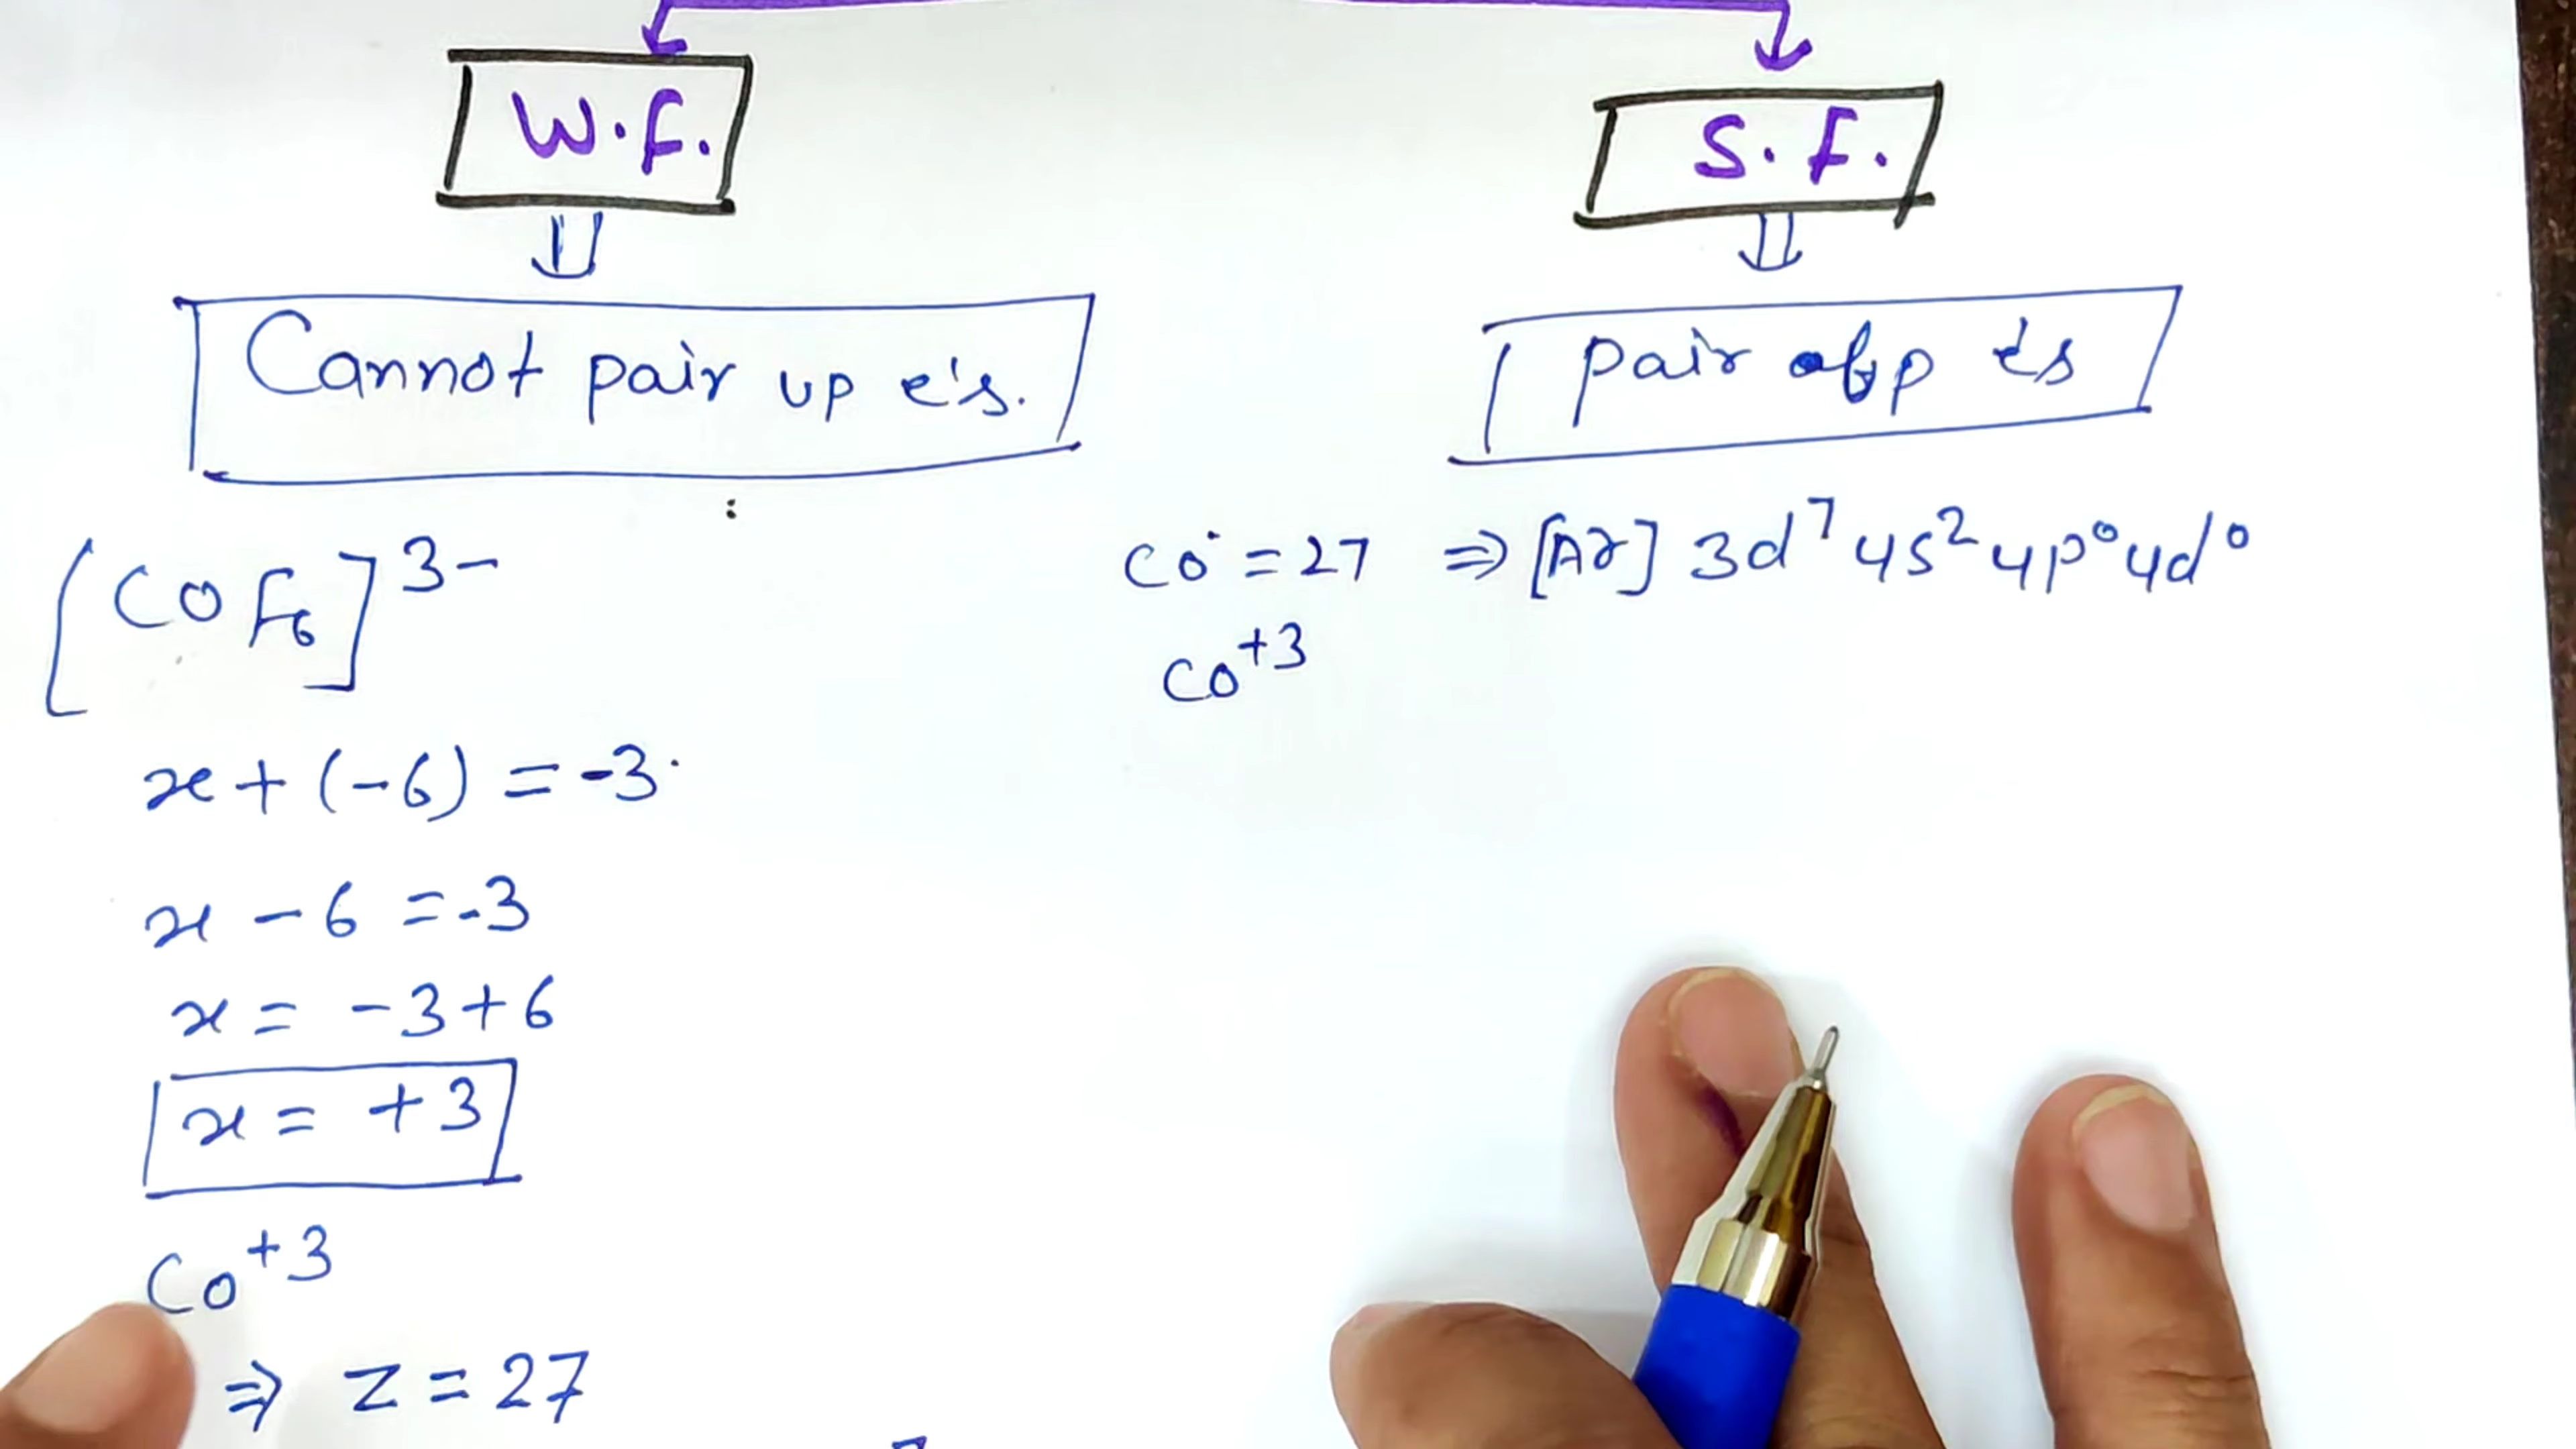 W.F.
S.F.
Cannot pair up e's.
pair up e's
[COF₆]³⁻
Co = 27 ⇒ [Ar] 3d⁷ 4s² 4p⁰ 4d⁰
Co⁺³
x + (-6) = -3
x - 6 = -3
x = -3+6
x = +3
Co⁺³
⇒ Z = 27